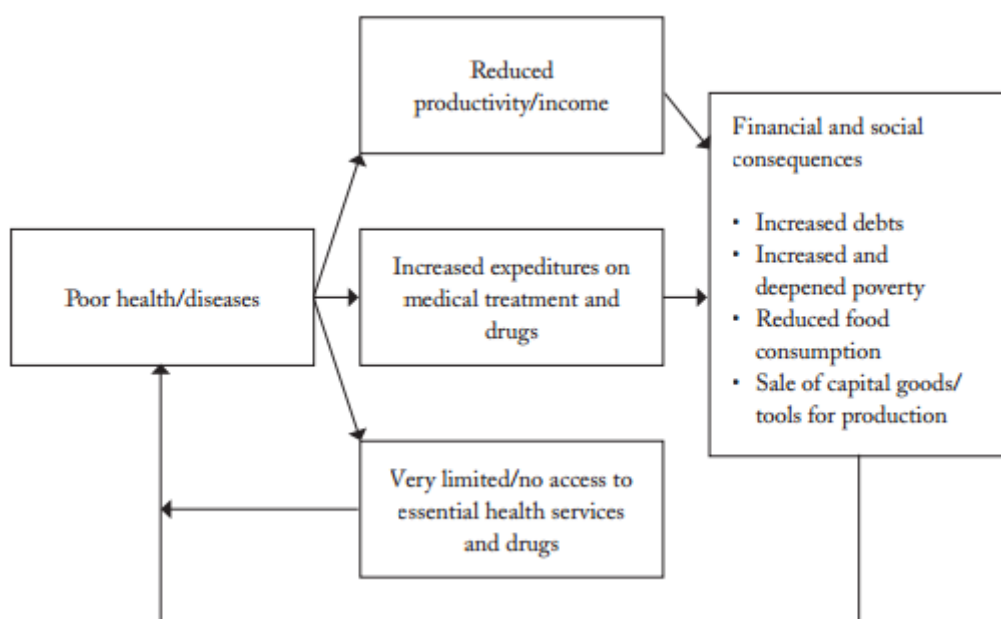 Reduced
productivity/income
Financial and social
consequences
• Increased debts
• Increased and
deepened poverty
• Reduced food
consumption
• Sale of capital goods/
tools for production
Poor health/diseases
Increased expeditures on
medical treatment and
drugs
Very limited/no access to
essential health services
and drugs